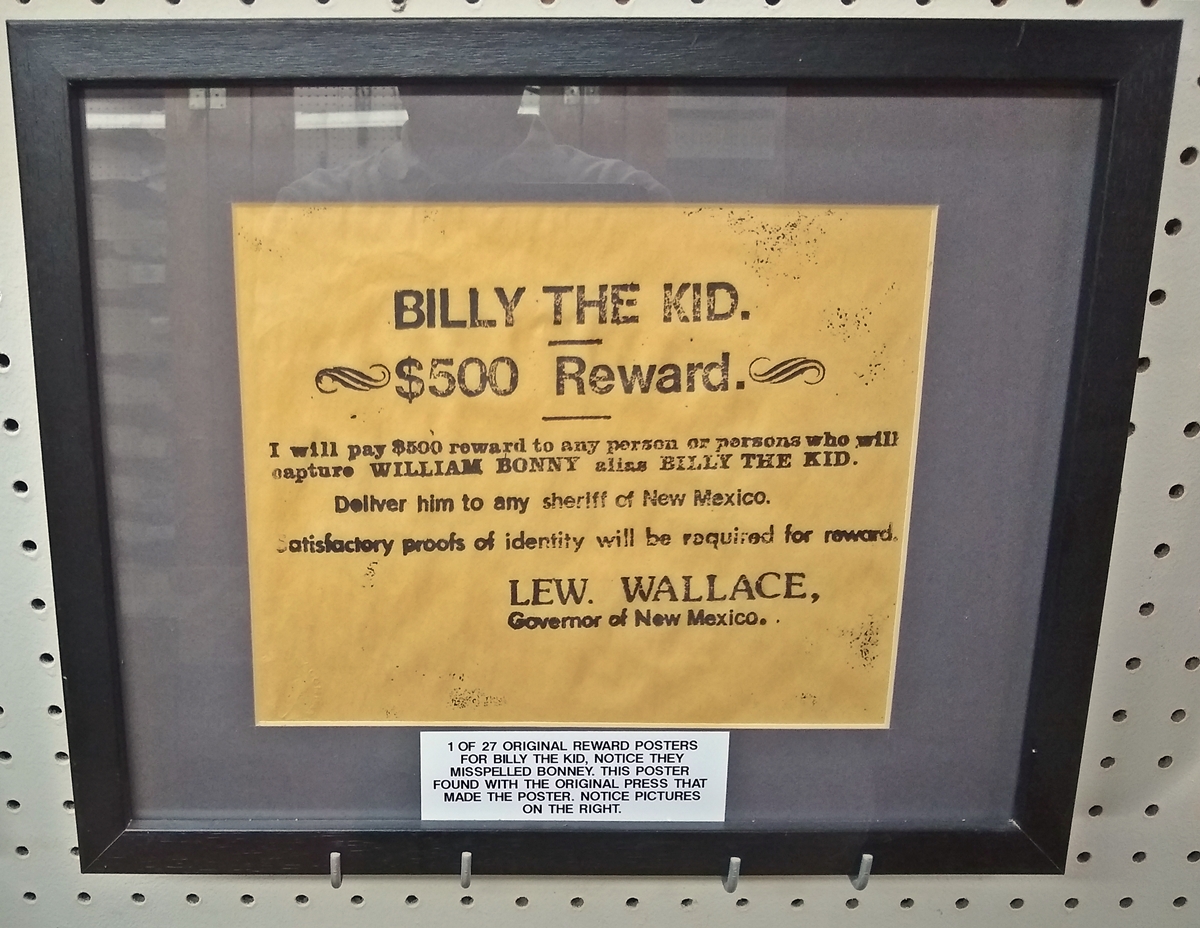 BILLY THE KID.
$500 Reward.
I will pay $500 reward to any person or persons who will
capture WILLIAM BONNY alias BILLY THE KID.
Deliver him to any sheriff of New Mexico.
Satisfactory proofs of identity will be required for reward.
LEW. WALLACE,
Governor of New Mexico.
1 OF 27 ORIGINAL REWARD POSTERS
FOR BILLY THE KID, NOTICE THEY
MISSPELLED BONNEY. THIS POSTER
FOUND WITH THE ORIGINAL PRESS THAT
MADE THE POSTER. NOTICE PICTURES
ON THE RIGHT.